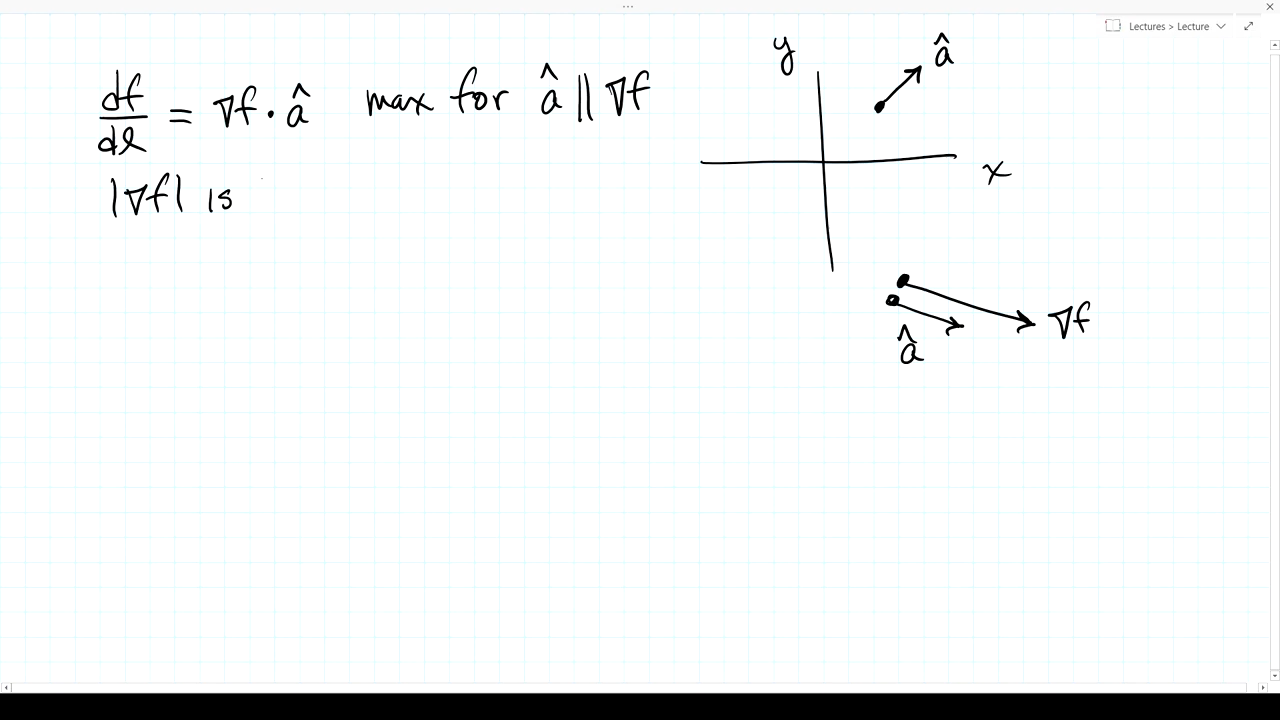 Lectures > Lecture
df/dl = ∇f · â max for â || ∇f
|∇f| is
y
â
x
∇f
â